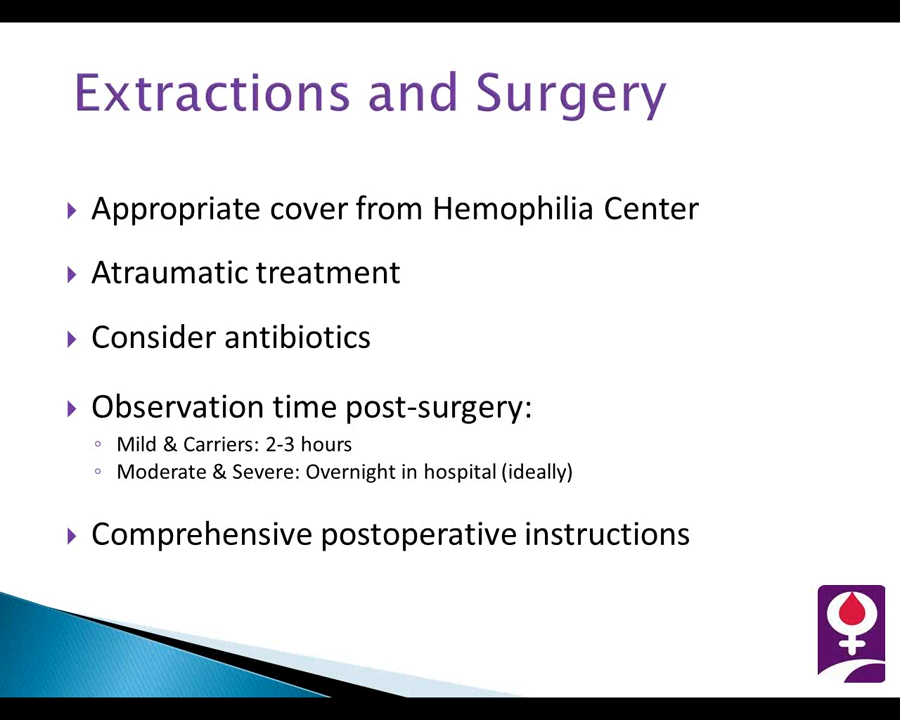 Extractions and Surgery
Appropriate cover from Hemophilia Center
Atraumatic treatment
Consider antibiotics
Observation time post-surgery:
Mild & Carriers: 2-3 hours
Moderate & Severe: Overnight in hospital (ideally)
Comprehensive postoperative instructions